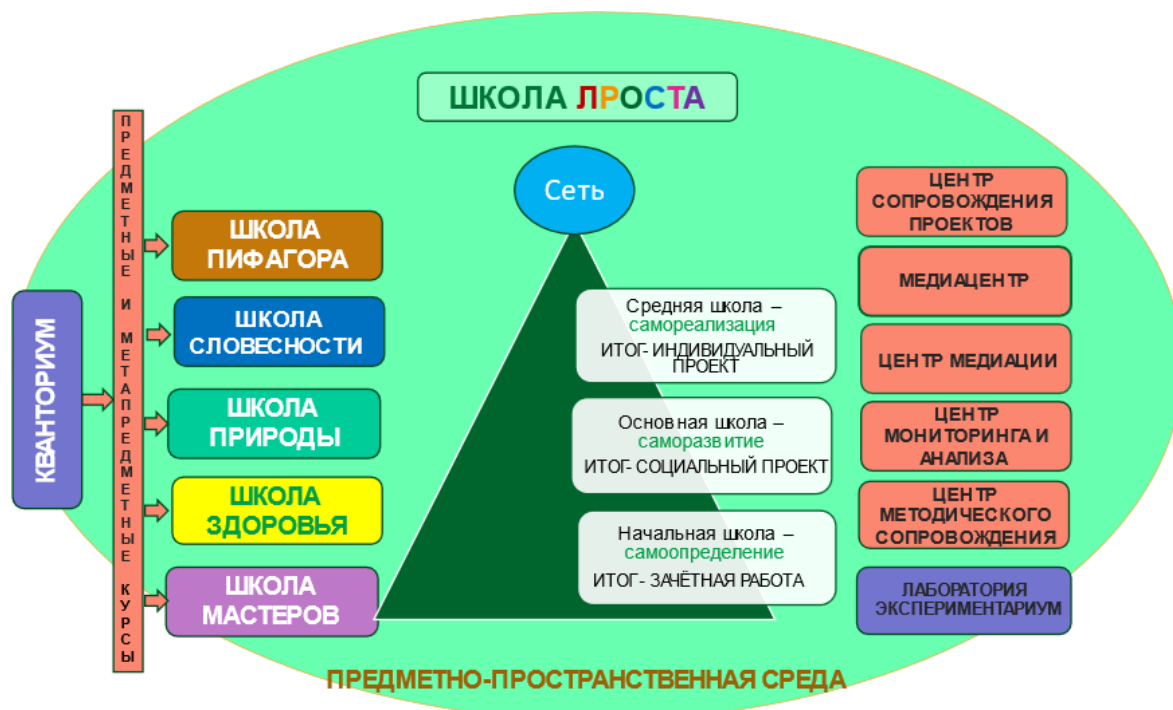 ШКОЛА ЛРОСТА
Сеть
КВАНТОРИУМ
ПРЕДМЕТНЫЕ И МЕТАПРЕДМЕТНЫЕ КУРСЫ
ШКОЛА
ПИФАГОРА
ШКОЛА
СЛОВЕСНОСТИ
ШКОЛА
ПРИРОДЫ
ШКОЛА
ЗДОРОВЬЯ
ШКОЛА
МАСТЕРОВ
Средняя школа –
самореализация
ИТОГ- ИНДИВИДУАЛЬНЫЙ
ПРОЕКТ
Основная школа –
саморазвитие
ИТОГ- СОЦИАЛЬНЫЙ ПРОЕКТ
Начальная школа –
самоопределение
ИТОГ - ЗАЧЁТНАЯ РАБОТА
ЦЕНТР
СОПРОВОЖДЕНИЯ
ПРОЕКТОВ
МЕДИАЦЕНТР
ЦЕНТР МЕДИАЦИИ
ЦЕНТР
МОНИТОРИНГА И
АНАЛИЗА
ЦЕНТР
МЕТОДИЧЕСКОГО
СОПРОВОЖДЕНИЯ
ЛАБОРАТОРИЯ
ЭКСПЕРИМЕНТАРИУМ
ПРЕДМЕТНО-ПРОСТРАНСТВЕННАЯ СРЕДА